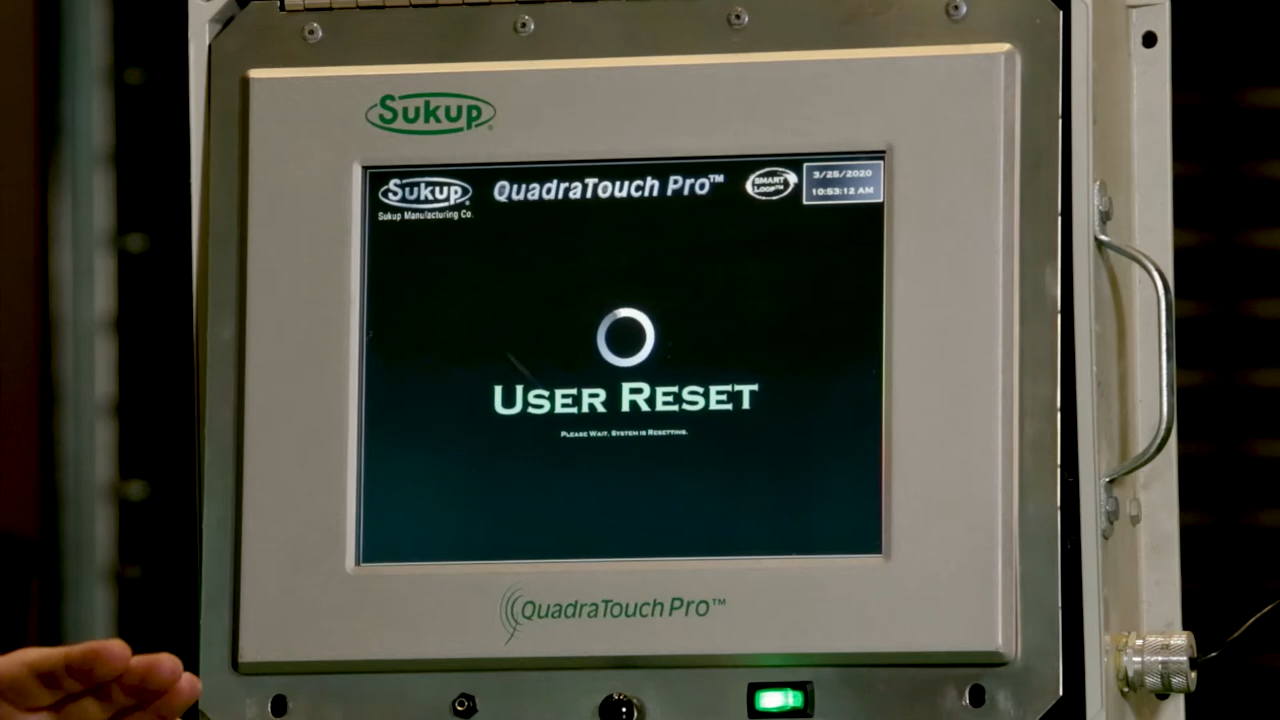 Sukup
Sukup
Sukup Manufacturing Co.
QuadraTouch Pro™
SMART
LOOP™
3/25/2020
10:53:12 AM
USER RESET
PLEASE WAIT. SYSTEM IS RESETTING.
QuadraTouch Pro™